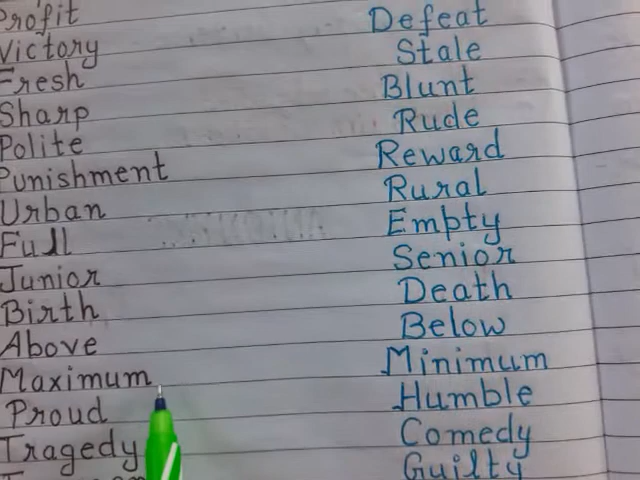 Profit
Victory Defeat
Fresh Stale
Sharp Blunt
Polite Rude
Punishment Reward
Urban Rural
Full Empty
Junior Senior
Birth Death
Above Below
Maximum Minimum
Proud Humble
Tragedy Comedy
Guilty